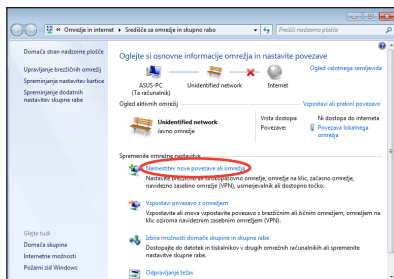 « Omrežje in internet ▸ Središče za omrežje in skupno rabo
Prešči nadzorno ploščo
Domača stran nadzorne plošče
Upravljanje brezžičnih omrežij
Spreminjanje nastavitev kartice
Spreminjanje dodatnih
nastavitev skupne rabe
Oglejte si osnovne informacije omrežja in nastavite povezave
Ogled celotnega zemljevida
ASUS-PC
(Ta računalnik)
Unidentified network
Internet
Ogled aktivnih omrežij
Vzpostavi ali prekini povezavo
Unidentified network
Javno omrežje
Vrsta dostopa: Ni dostopa do interneta
Povezave: Povezava lokalnega
omrežja
Spremenite omrežne nastavitve
Namestitev nove povezave ali omrežja
Nastavite brezžično ali širokopasovno omrežje, omrežje na klic, začasno omrežje,
navidezno zasebno omrežje (VPN), usmerjevalnik ali dostopno točko.
Vzpostavi povezavo z omrežjem
Vzpostavite ali znova vzpostavite povezavo z brezžičnim ali žičnim omrejem, omrežjem na
klic oziroma navideznim zasebnim omrežjem (VPN).
Izbira možnosti domače skupine in skupne rabe
Dostopajte do datotek in tiskalnikov v drugih omrežnih računalnikih ali spremenite
nastavitve skupne rabe.
Odpravljanje težav
Glejte tudi
Domača skupina
Internetne možnosti
Požarni zid Windows